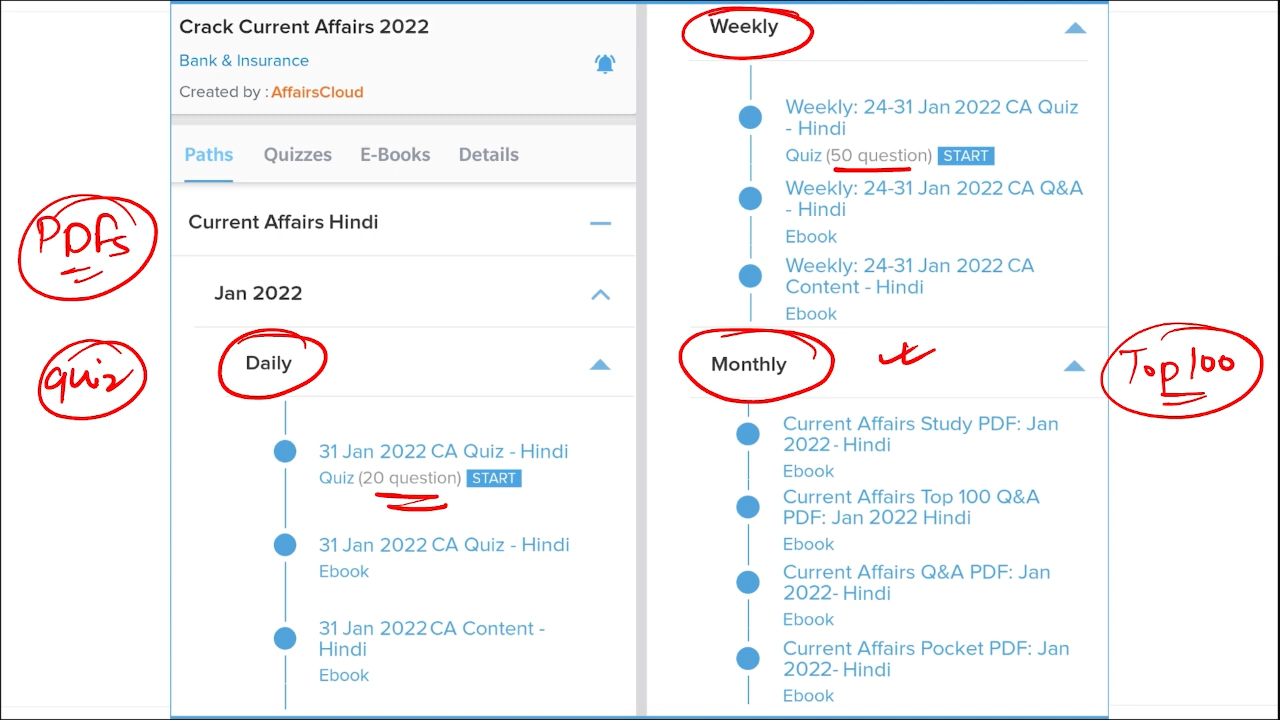 PDFs
quiz
Crack Current Affairs 2022
Bank & Insurance
Created by : AffairsCloud
Paths Quizzes E-Books Details
Current Affairs Hindi
Jan 2022
Daily
31 Jan 2022 CA Quiz - Hindi
Quiz (20 question) START
31 Jan 2022 CA Quiz - Hindi
Ebook
31 Jan 2022 CA Content -
Hindi
Ebook
Weekly
Weekly: 24-31 Jan 2022 CA Quiz
- Hindi
Quiz (50 question) START
Weekly: 24-31 Jan 2022 CA Q&A
- Hindi
Ebook
Weekly: 24-31 Jan 2022 CA
Content - Hindi
Ebook
Monthly
Current Affairs Study PDF: Jan
2022- Hindi
Ebook
Current Affairs Top 100 Q&A
PDF: Jan 2022 Hindi
Ebook
Current Affairs Q&A PDF: Jan
2022- Hindi
Ebook
Current Affairs Pocket PDF: Jan
2022- Hindi
Ebook
Top 100